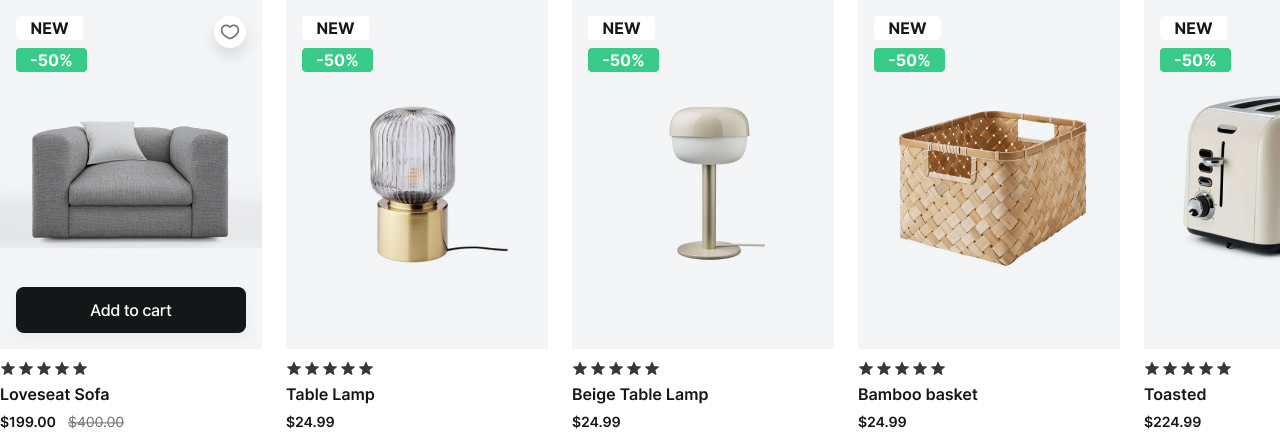 NEW
-50%
Add to cart
Loveseat Sofa
$199.00 $400.00
NEW
-50%
Table Lamp
$24.99
NEW
-50%
Beige Table Lamp
$24.99
NEW
-50%
Bamboo basket
$24.99
NEW
-50%
Toasted
$224.99